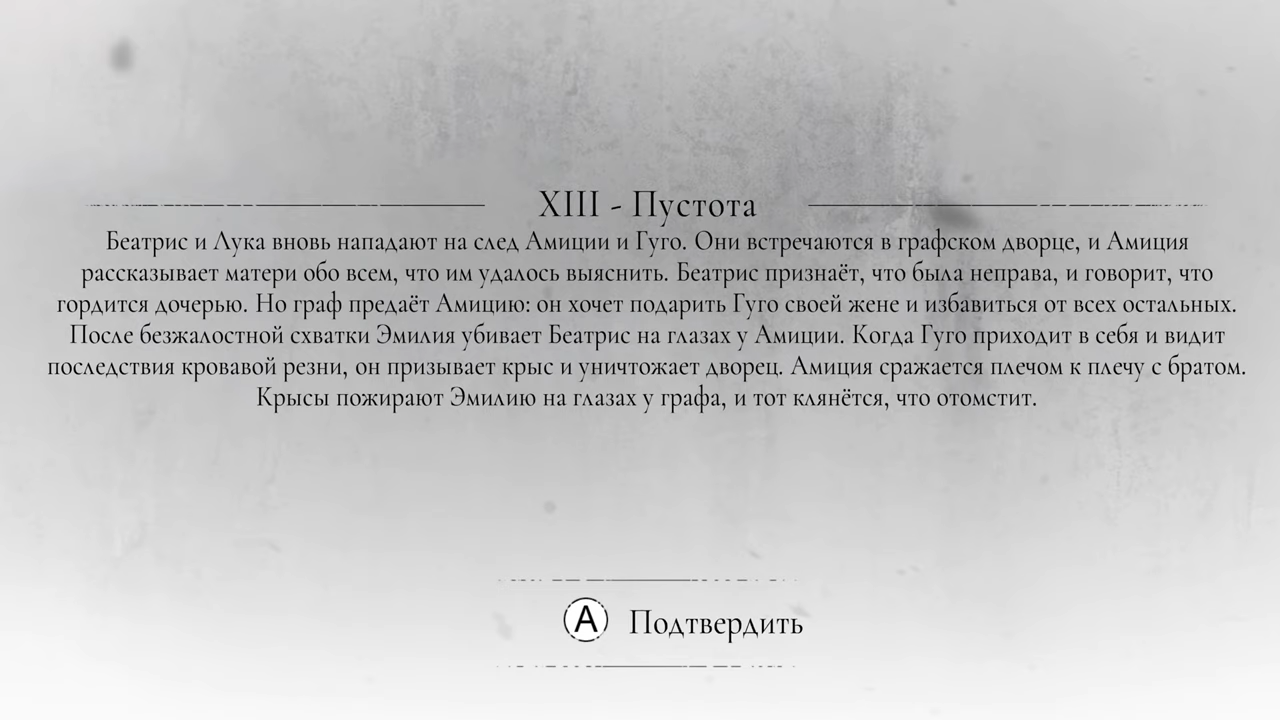 XIII - Пустота
Беатрис и Лука вновь нападают на след Амиции и Гуго. Они встречаются в графском дворце, и Амиция
рассказывает матери обо всем, что им удалось выяснить. Беатрис признаёт, что была неправа, и говорит, что
гордится дочерью. Но граф предаёт Амицию: он хочет подарить Гуго своей жене и избавиться от всех остальных.
После безжалостной схватки Эмилия убивает Беатрис на глазах у Амиции. Когда Гуго приходит в себя и видит
последствия кровавой резни, он призывает крыс и уничтожает дворец. Амиция сражается плечом к плечу с братом.
Крысы пожирают Эмилию на глазах у графа, и тот клянётся, что отомстит.
A Подтвердить